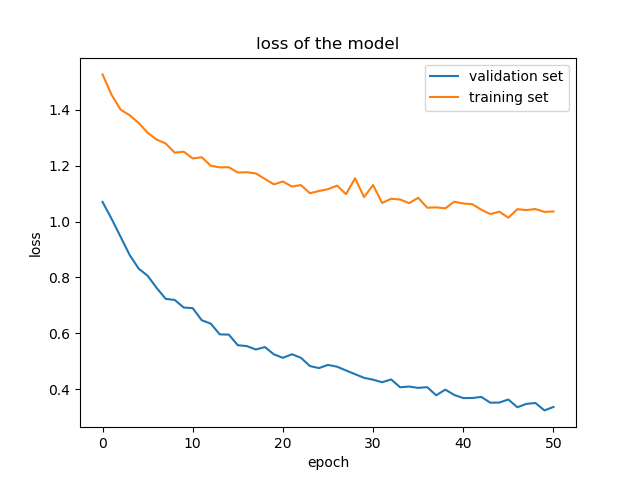 loss of the model
validation set
training set
1.4
1.2
1.0
0.8
0.6
0.4
loss
0 10 20 30 40 50
epoch